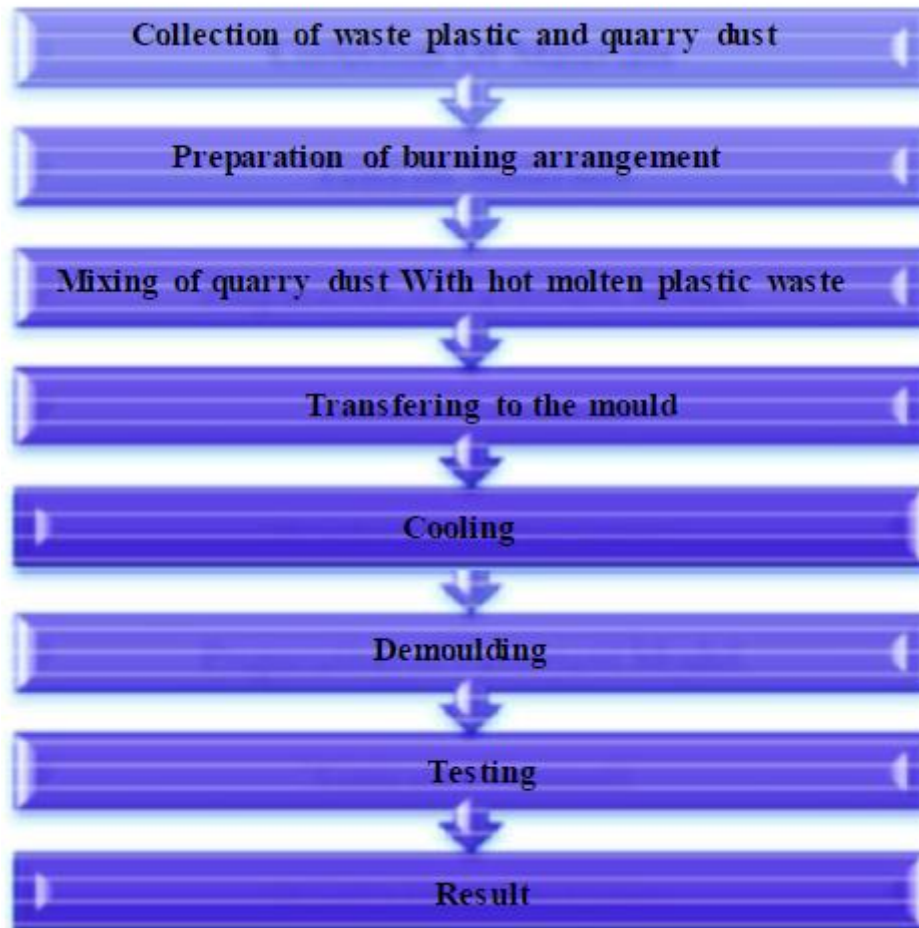 Collection of waste plastic and quarry dust
Preparation of burning arrangement
Mixing of quarry dust With hot molten plastic waste
Transfering to the mould
Cooling
Demoulding
Testing
Result